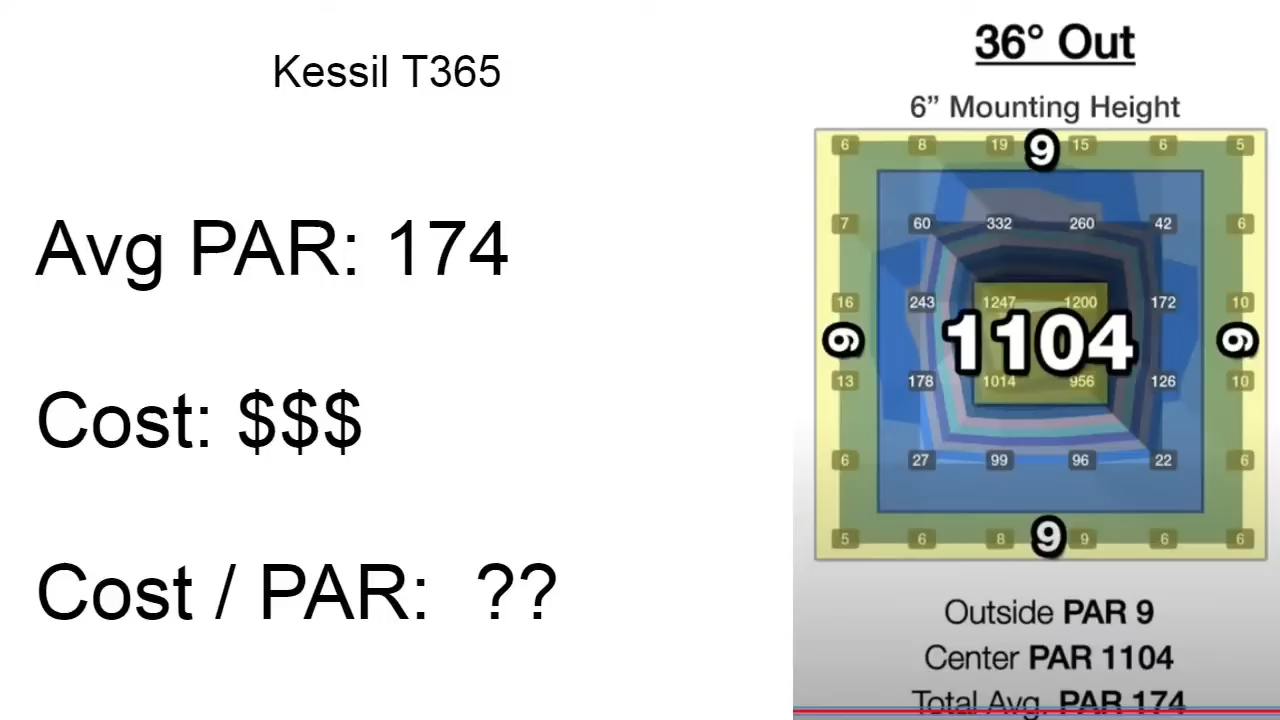 Kessil T365
Avg PAR: 174
Cost: $$$
Cost / PAR: ??
36° Out
6” Mounting Height
6 8 19 9 15 6 5
7 60 332 260 42 6
16 243 1247 1200 172 10
9 1104 9
13 178 1014 956 126 10
6 27 99 96 22 6
5 6 8 9 9 6 6
Outside PAR 9
Center PAR 1104
Total Avg. PAR 174